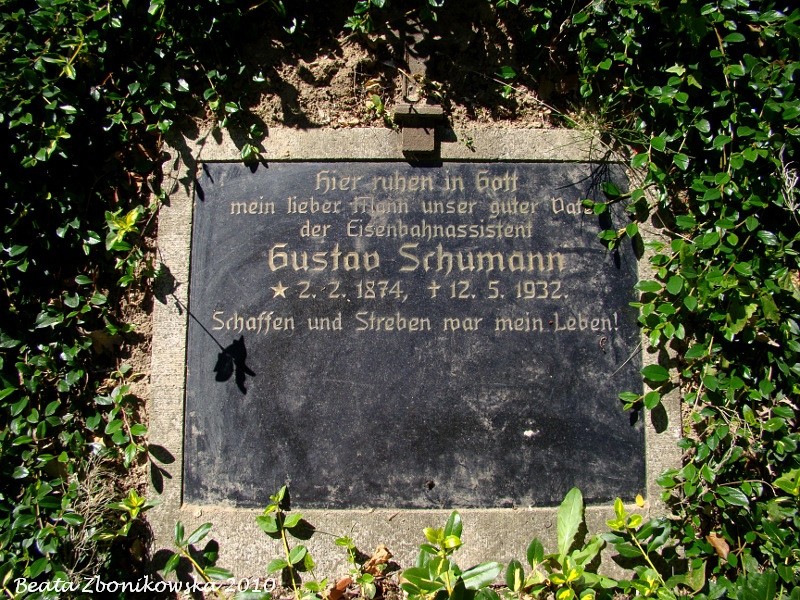 Hier ruhen in Gott
mein lieber Mann unser guter Vate
der Eisenbahnassistent
Gustav Schumann
★ 2. 2. 1874, ✝ 12. 5. 1932.
Schaffen und Streben war mein Leben!
Beata Zbonikowska 2010